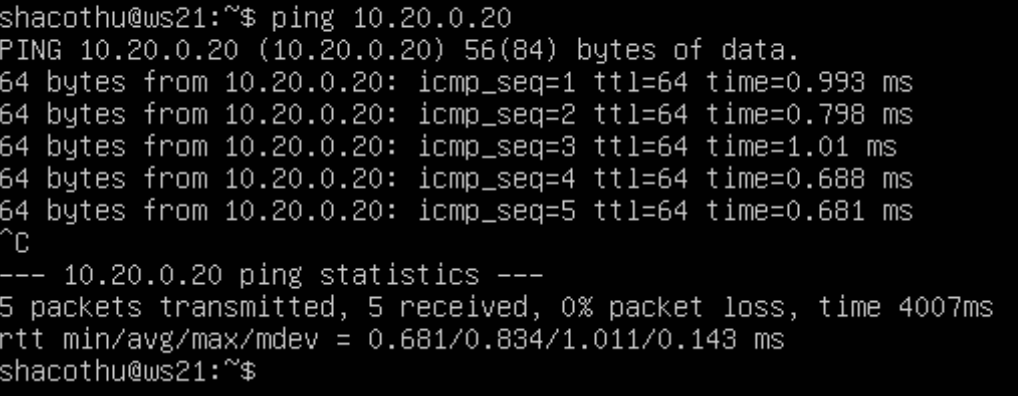 shacothu@ws21:~$ ping 10.20.0.20
PING 10.20.0.20 (10.20.0.20) 56(84) bytes of data.
64 bytes from 10.20.0.20: icmp_seq=1 ttl=64 time=0.993 ms
64 bytes from 10.20.0.20: icmp_seq=2 ttl=64 time=0.798 ms
64 bytes from 10.20.0.20: icmp_seq=3 ttl=64 time=1.01 ms
64 bytes from 10.20.0.20: icmp_seq=4 ttl=64 time=0.688 ms
64 bytes from 10.20.0.20: icmp_seq=5 ttl=64 time=0.681 ms
^C
--- 10.20.0.20 ping statistics ---
5 packets transmitted, 5 received, 0% packet loss, time 4007ms
rtt min/avg/max/mdev = 0.681/0.834/1.011/0.143 ms
shacothu@ws21:~$